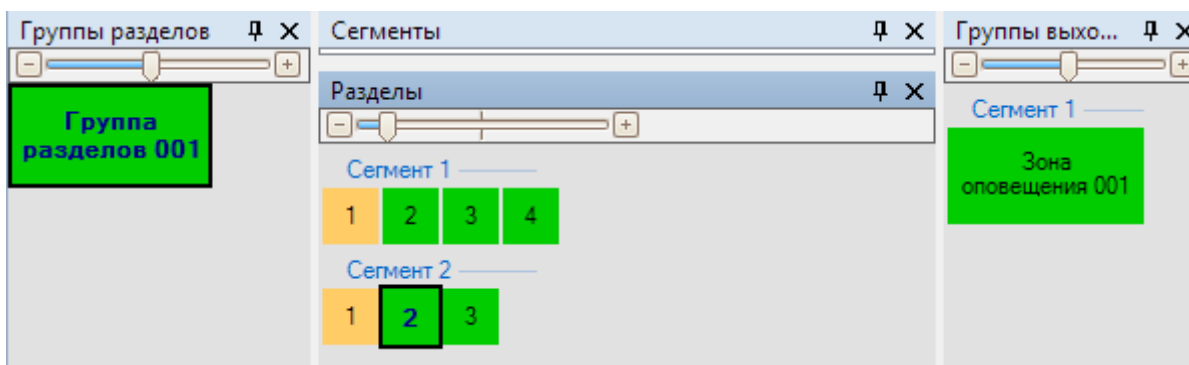 Группы разделов
Группа
разделов 001
Сегменты
Разделы
Сегмент 1
1 2 3 4
Сегмент 2
1 2 3
Группы выхо...
Сегмент 1
Зона
оповещения 001